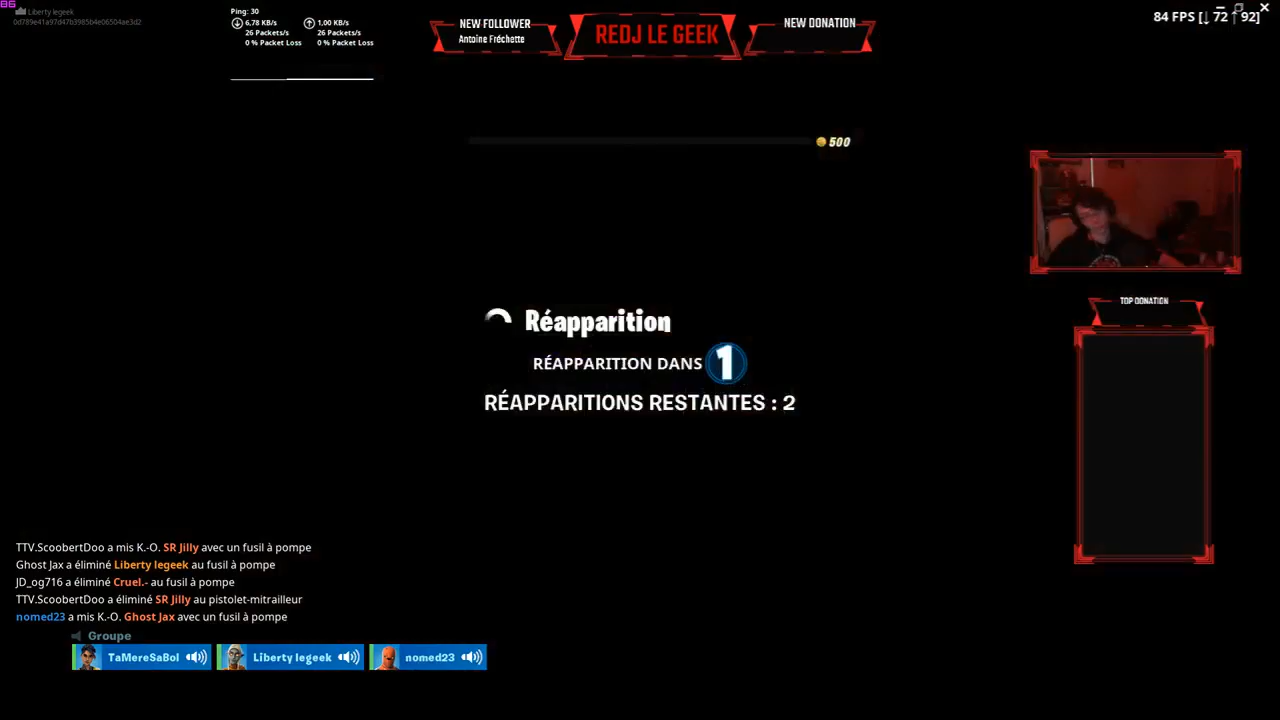 86
Liberty legeek
0d789e41a97d47b3985b4e06504ae3d2
Ping: 30
6,78 KB/s
1,00 KB/s
26 Packets/s
26 Packets/s
0 % Packet Loss
0 % Packet Loss
NEW FOLLOWER
Antoine Fréchette
REDJ LE GEEK
NEW DONATION
84 FPS [↓ 72 ↑ 92]
500
TOP DONATION
Réapparition
RÉAPPARITION DANS 1
RÉAPPARITIONS RESTANTES : 2
TTV.ScoobertDoo a mis K.-O. SR Jilly avec un fusil à pompe
Ghost Jax a éliminé Liberty legeek au fusil à pompe
JD_og716 a éliminé Cruel.- au fusil à pompe
TTV.ScoobertDoo a éliminé SR Jilly au pistolet-mitrailleur
nomed23 a mis K.-O. Ghost Jax avec un fusil à pompe
Groupe
TaMereSaBol
Liberty legeek
nomed23